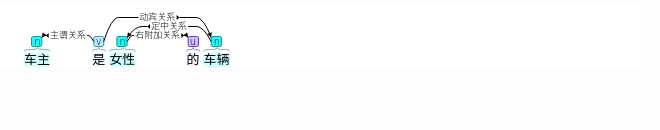 动宾关系
定中关系
主谓关系 右附加关系
n v n u n
车主 是 女性 的 车辆